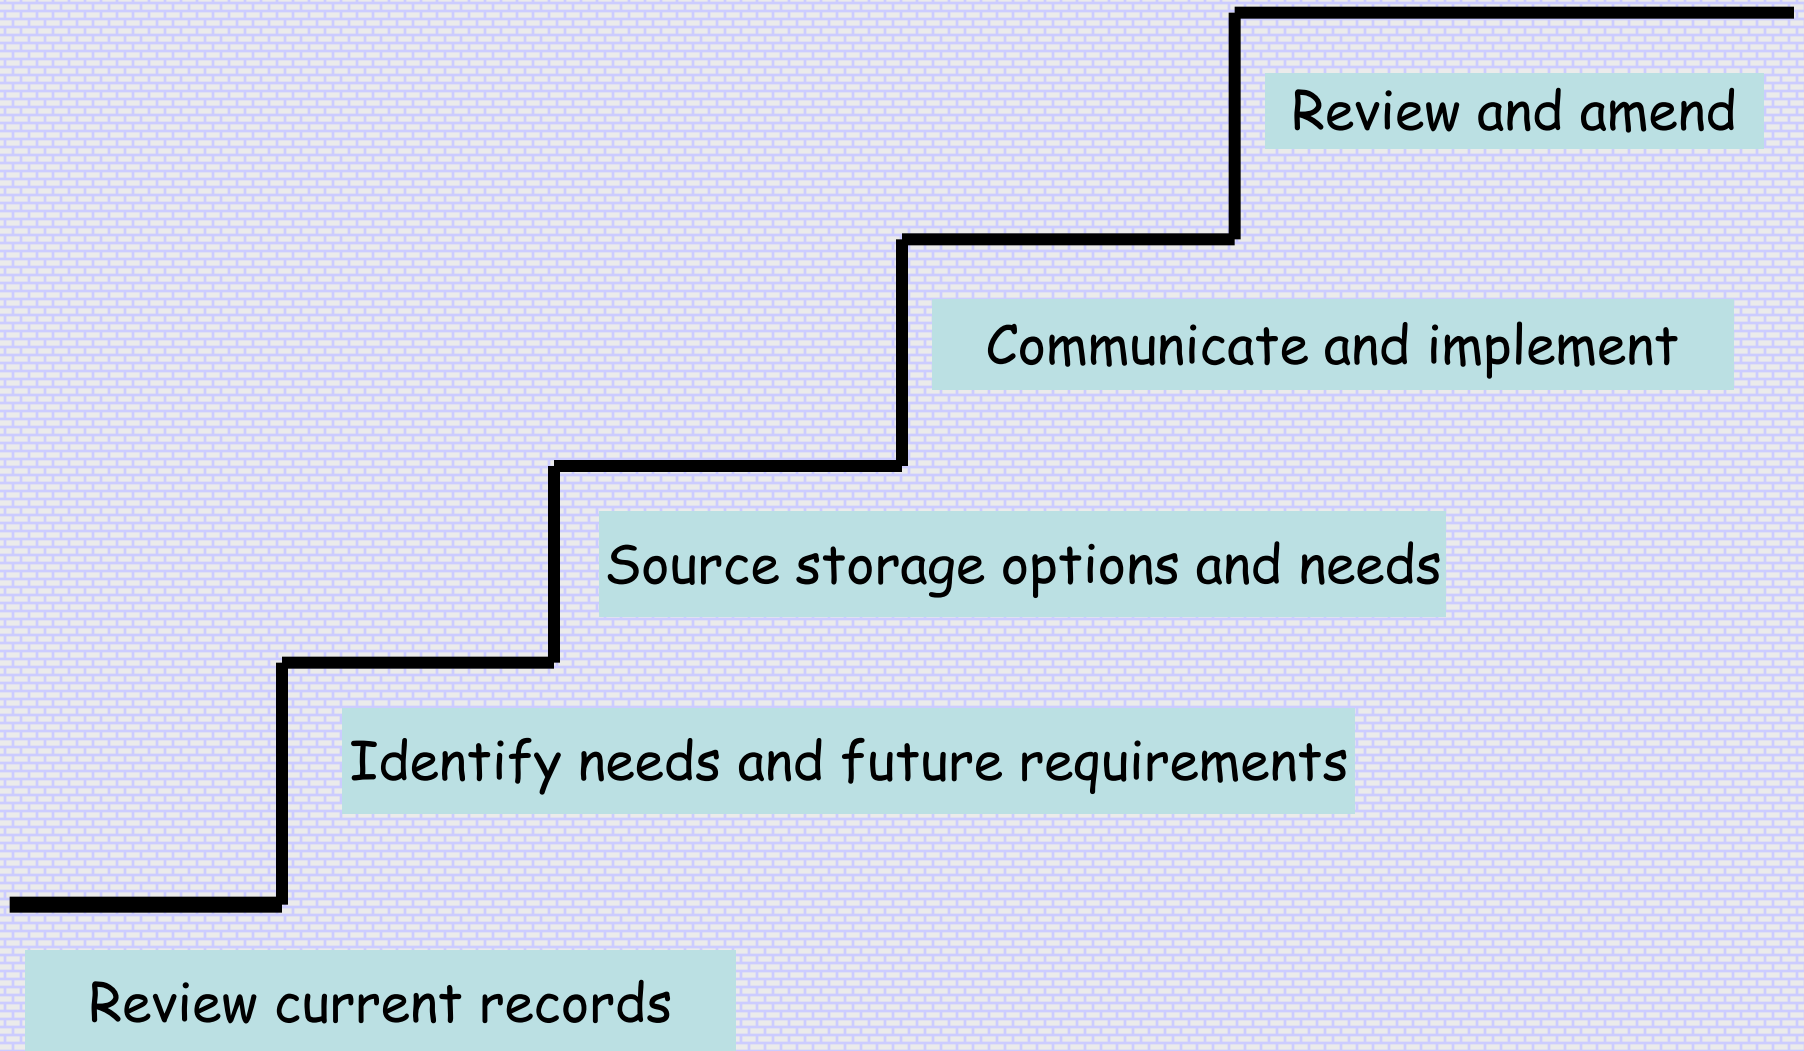 Review and amend
Communicate and implement
Source storage options and needs
Identify needs and future requirements
Review current records